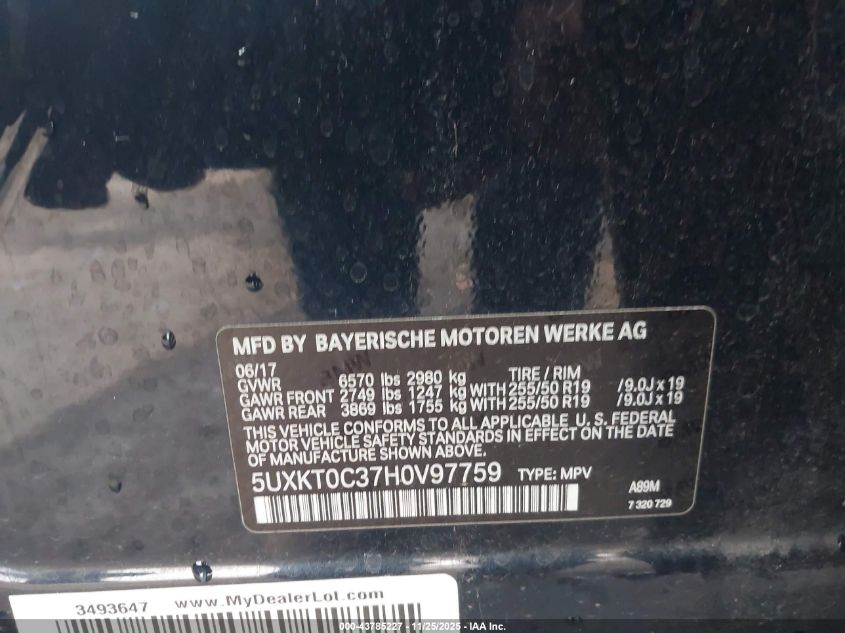 MFD BY BAYERISCHE MOTOREN WERKE AG
06/17 TIRE / RIM
GVWR 6570 lbs 2980 kg
GAWR FRONT 2749 lbs 1247 kg WITH 255/50 R19 /9.0J x 19
GAWR REAR 3869 lbs 1755 kg WITH 255/50 R19 /9.0J x 19
THIS VEHICLE CONFORMS TO ALL APPLICABLE U. S. FEDERAL
MOTOR VEHICLE SAFETY STANDARDS IN EFFECT ON THE DATE
OF MANUFACTURE SHOWN ABOVE.
5UXKT0C37H0V97759 TYPE: MPV
A89M
7 320 729
3493647 www.MyDealerLot.com
000-43785227 - 11/25/2025 - IAA Inc.